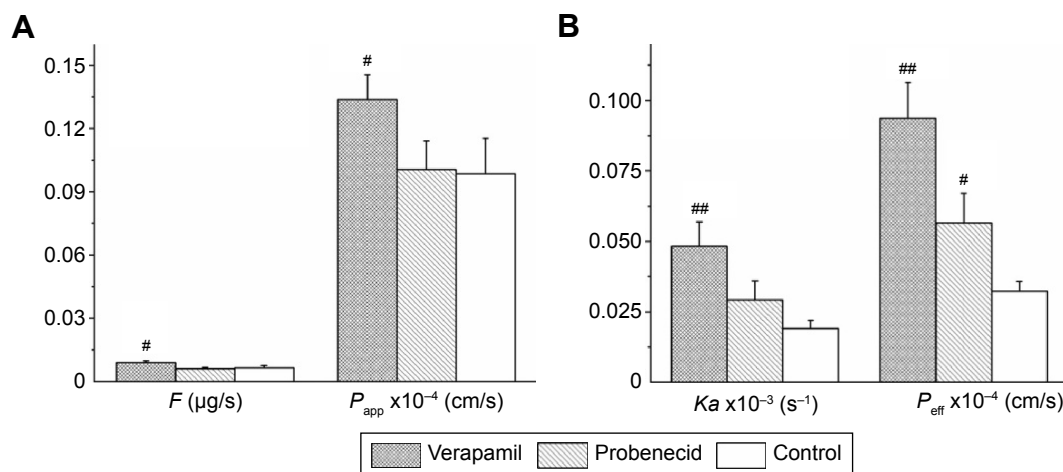 A
0.15
0.12
0.09
0.06
0.03
0
#
#
F (µg/s)
Papp x10–4 (cm/s)
B
0.100
0.075
0.050
0.025
0
##
##
#
Ka x10–3 (s–1)
Peff x10–4 (cm/s)
Verapamil Probenecid Control